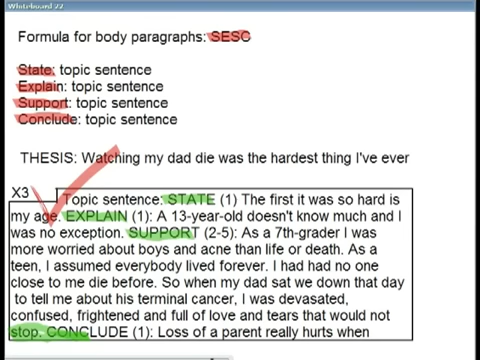 Whiteboard 22
Formula for body paragraphs: SESC
State: topic sentence
Explain: topic sentence
Support: topic sentence
Conclude: topic sentence
THESIS: Watching my dad die was the hardest thing I've ever
X3
Topic sentence: STATE (1) The first it was so hard is
my age. EXPLAIN (1): A 13-year-old doesn't know much and I
was no exception. SUPPORT (2-5): As a 7th-grader I was
more worried about boys and acne than life or death. As a
teen, I assumed everybody lived forever. I had had no one
close to me die before. So when my dad sat we down that day
to tell me about his terminal cancer, I was devasated,
confused, frightened and full of love and tears that would not
stop. CONCLUDE (1): Loss of a parent really hurts when